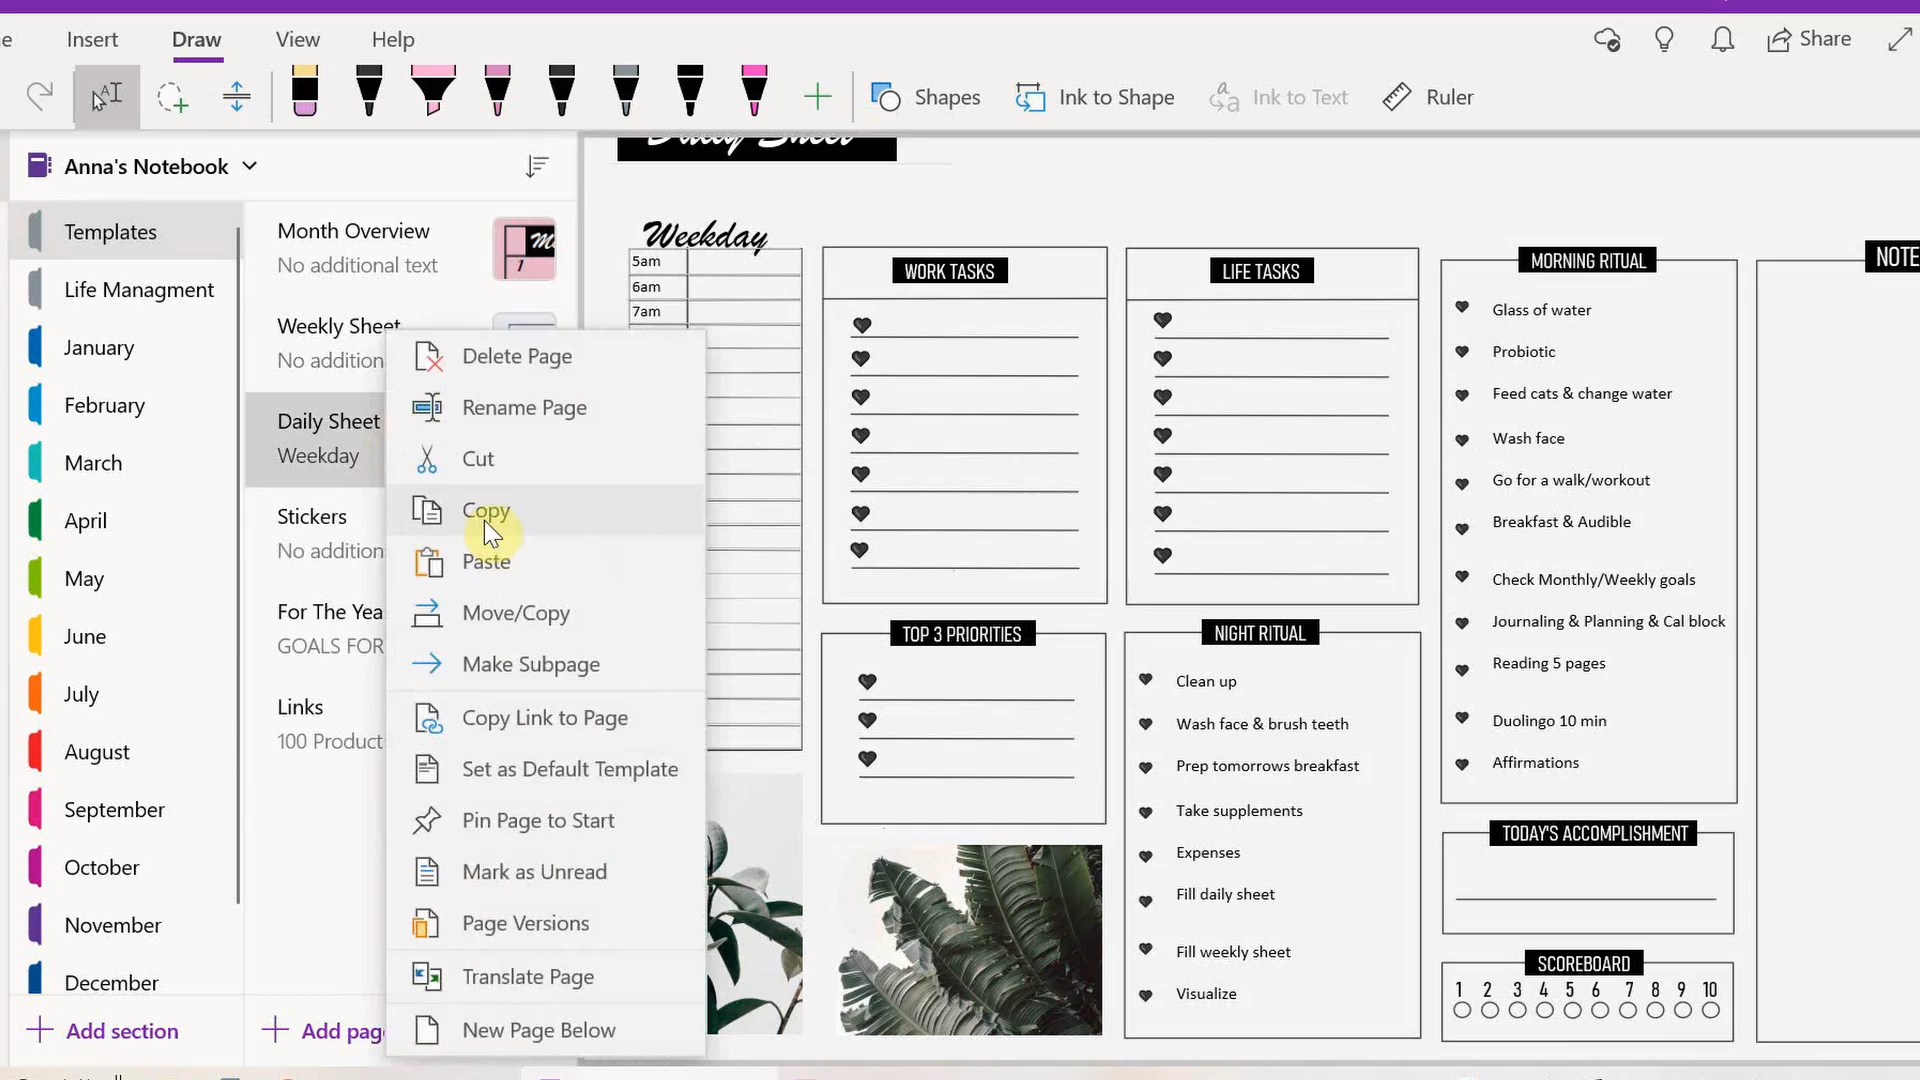 Insert
Draw
View
Help
Share
Shapes
Ink to Shape
Ink to Text
Ruler
Anna's Notebook
Templates
Life Managment
January
February
March
April
May
June
July
August
September
October
November
December
Add section
Month Overview
No additional text
Weekly Sheet
No addition
Daily Sheet
Weekday
Stickers
No addition
For The Year
GOALS FOR
Links
100 Product
Add pag
Delete Page
Rename Page
Cut
Copy
Paste
Move/Copy
Make Subpage
Copy Link to Page
Set as Default Template
Pin Page to Start
Mark as Unread
Page Versions
Translate Page
New Page Below
Daily Sheet
Weekday
5am
6am
7am
WORK TASKS
TOP 3 PRIORITIES
LIFE TASKS
NIGHT RITUAL
Clean up
Wash face & brush teeth
Prep tomorrows breakfast
Take supplements
Expenses
Fill daily sheet
Fill weekly sheet
Visualize
MORNING RITUAL
Glass of water
Probiotic
Feed cats & change water
Wash face
Go for a walk/workout
Breakfast & Audible
Check Monthly/Weekly goals
Journaling & Planning & Cal block
Reading 5 pages
Duolingo 10 min
Affirmations
TODAY'S ACCOMPLISHMENT
SCOREBOARD
1 2 3 4 5 6 7 8 9 10
NOTE